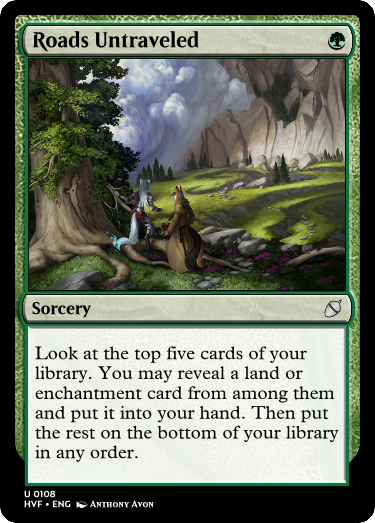 Roads Untraveled
Sorcery
Look at the top five cards of your
library. You may reveal a land or
enchantment card from among them
and put it into your hand. Then put
the rest on the bottom of your library
in any order.
U 0108
HVF • ENG Anthony Avon